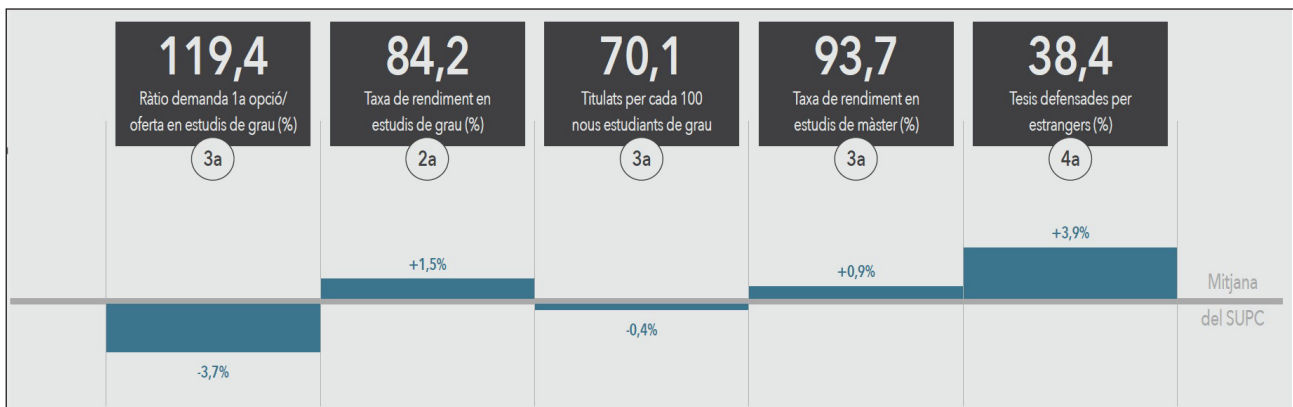 119,4
Ràtio demanda 1a opció/
oferta en estudis de grau (%)
3a
84,2
Taxa de rendiment en
estudis de grau (%)
2a
70,1
Titulats per cada 100
nous estudiants de grau
3a
93,7
Taxa de rendiment en
estudis de màster (%)
3a
38,4
Tesis defensades per
estrangers (%)
4a
-3,7%
+1,5%
-0,4%
+0,9%
+3,9%
Mitjana
del SUPC